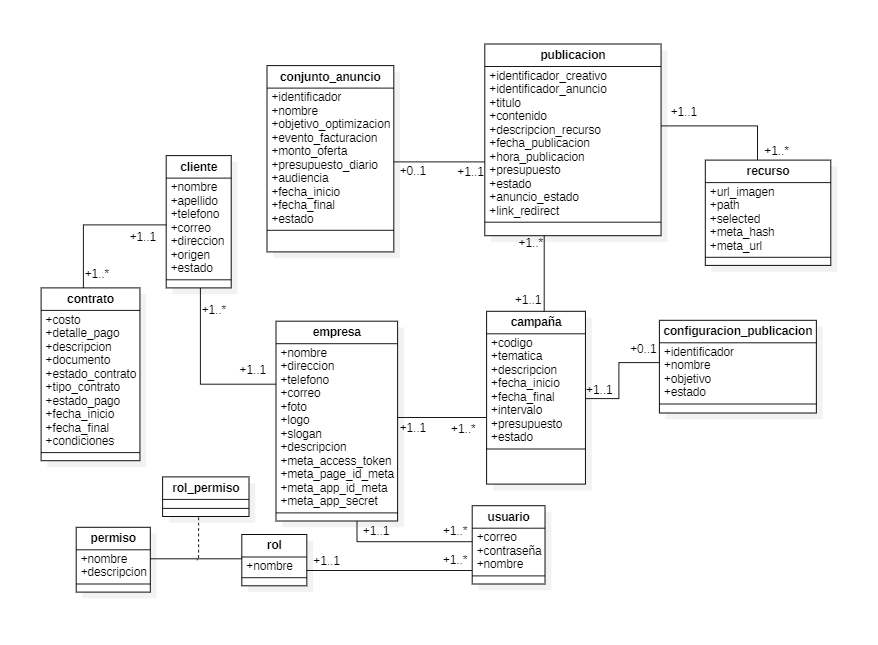 publicacion
+identificador_creativo
+identificador_anuncio
+titulo
+contenido
+descripcion_recurso
+fecha_publicacion
+hora_publicacion
+presupuesto
+estado
+anuncio_estado
+link_redirect
conjunto_anuncio
+identificador
+nombre
+objetivo_optimizacion
+evento_facturacion
+monto_oferta
+presupuesto_diario
+audiencia
+fecha_inicio
+fecha_final
+estado
+0..1
+1..1
+1..1
+1..*
recurso
+url_imagen
+path
+selected
+meta_hash
+meta_url
cliente
+nombre
+apellido
+telefono
+correo
+direccion
+origen
+estado
+1..1
+1..*
contrato
+costo
+detalle_pago
+descripcion
+documento
+estado_contrato
+tipo_contrato
+estado_pago
+fecha_inicio
+fecha_final
+condiciones
+1..*
+1..1
empresa
+nombre
+direccion
+telefono
+correo
+foto
+logo
+slogan
+descripcion
+meta_access_token
+meta_page_id_meta
+meta_app_id_meta
+meta_app_secret
+1..1
+1..*
+1..*
+1..1
campaña
+codigo
+tematica
+descripcion
+fecha_inicio
+fecha_final
+intervalo
+presupuesto
+estado
+1..1
+0..1
configuracion_publicacion
+identificador
+nombre
+objetivo
+estado
rol_permiso
permiso
+nombre
+descripcion
rol
+nombre
+1..1
+1..*
+1..1
+1..*
usuario
+correo
+contraseña
+nombre